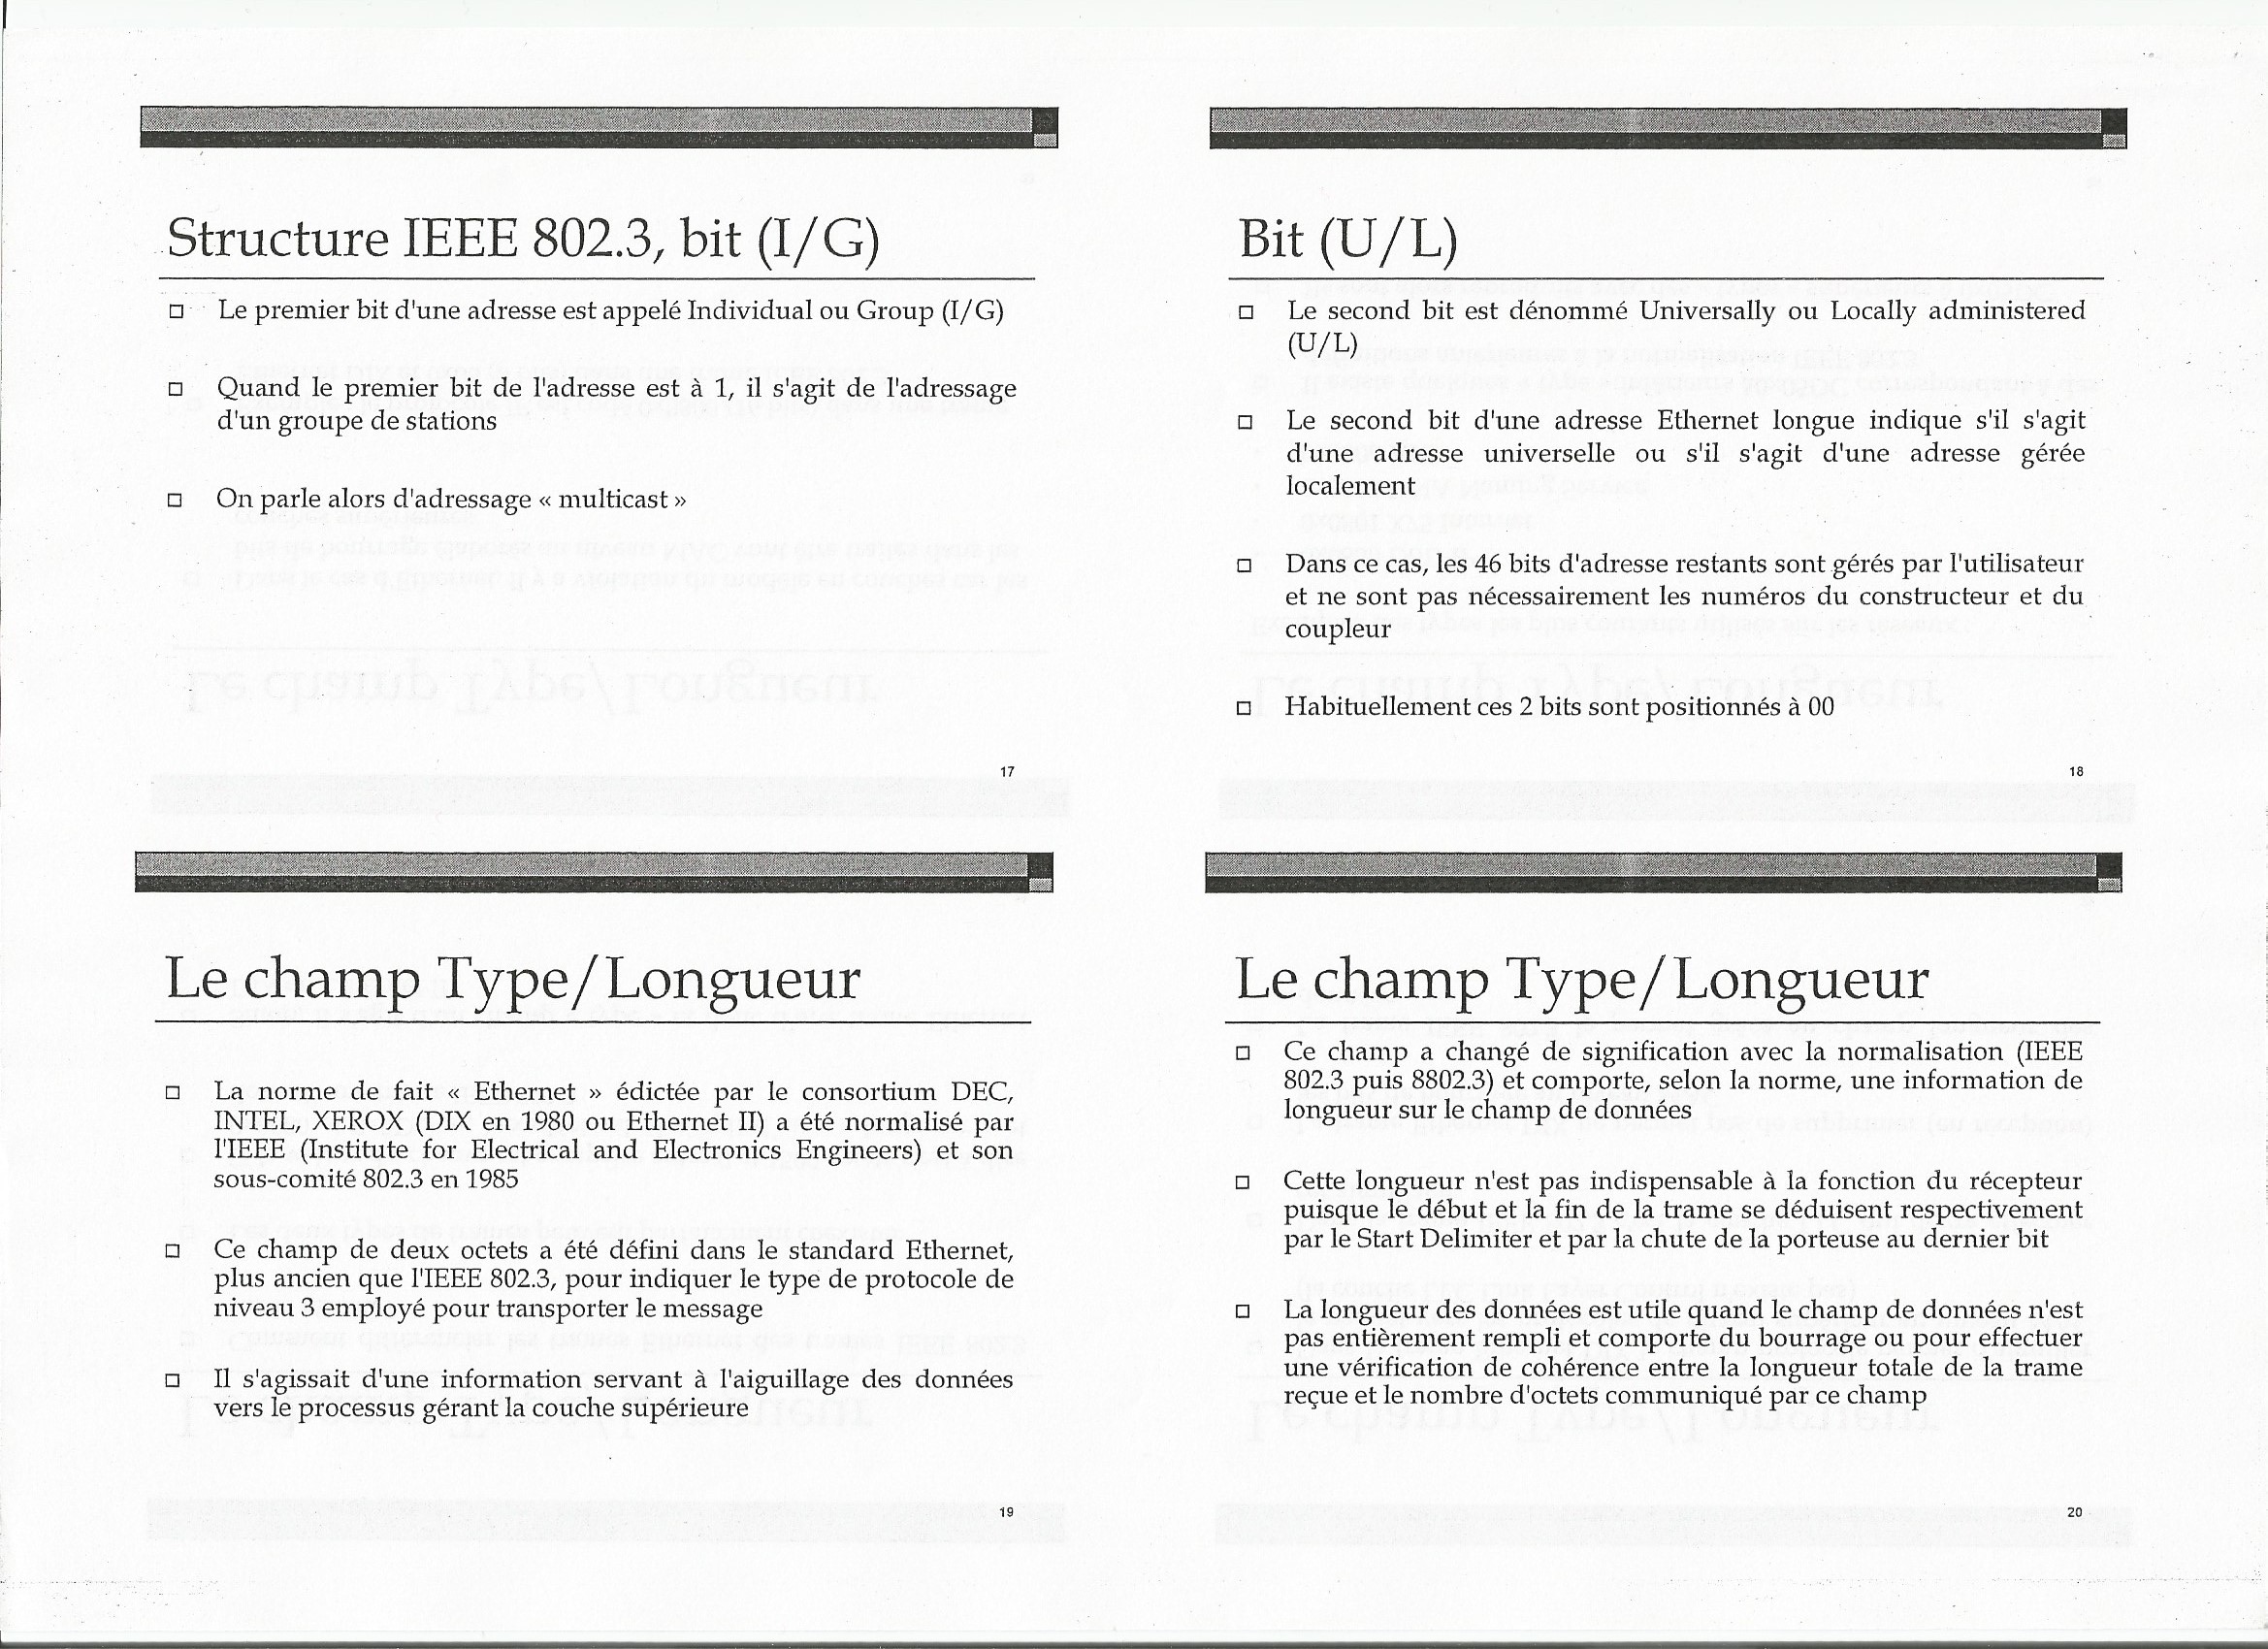 Structure IEEE 802.3, bit (I/G)
Le premier bit d'une adresse est appelé Individual ou Group (I/G)
Quand le premier bit de l'adresse est à 1, il s'agit de l'adressage
d'un groupe de stations
On parle alors d'adressage « multicast »
17
Bit (U/L)
Le second bit est dénommé Universally ou Locally administered
(U/L)
Le second bit d'une adresse Ethernet longue indique s'il s'agit
d'une adresse universelle ou s'il s'agit d'une adresse gérée
localement
Dans ce cas, les 46 bits d'adresse restants sont gérés par l'utilisateur
et ne sont pas nécessairement les numéros du constructeur et du
coupleur
Habituellement ces 2 bits sont positionnés à 00
18
Le champ Type/Longueur
La norme de fait « Ethernet » édictée par le consortium DEC,
INTEL, XEROX (DIX en 1980 ou Ethernet II) a été normalisé par
l'IEEE (Institute for Electrical and Electronics Engineers) et son
sous-comité 802.3 en 1985
Ce champ de deux octets a été défini dans le standard Ethernet,
plus ancien que l'IEEE 802.3, pour indiquer le type de protocole de
niveau 3 employé pour transporter le message
Il s'agissait d'une information servant à l'aiguillage des données
vers le processus gérant la couche supérieure
19
Le champ Type/Longueur
Ce champ a changé de signification avec la normalisation (IEEE
802.3 puis 8802.3) et comporte, selon la norme, une information de
longueur sur le champ de données
Cette longueur n'est pas indispensable à la fonction du récepteur
puisque le début et la fin de la trame se déduisent respectivement
par le Start Delimiter et par la chute de la porteuse au dernier bit
La longueur des données est utile quand le champ de données n'est
pas entièrement rempli et comporte du bourrage ou pour effectuer
une vérification de cohérence entre la longueur totale de la trame
reçue et le nombre d'octets communiqué par ce champ
20